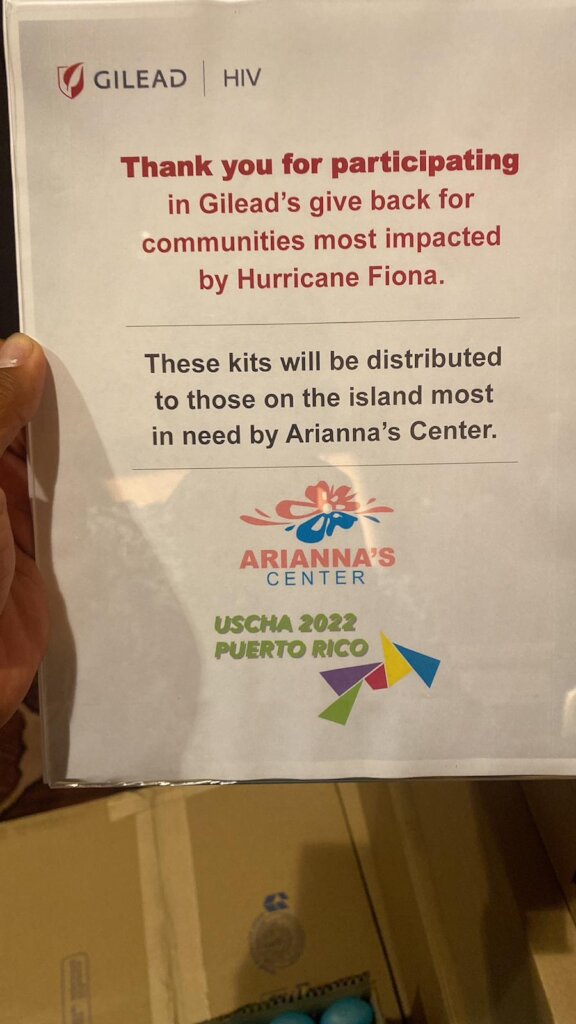 GILEAD | HIV
Thank you for participating
in Gilead's give back for
communities most impacted
by Hurricane Fiona.
These kits will be distributed
to those on the island most
in need by Arianna's Center.
ARIANNA'S
CENTER
USCHA 2022
PUERTO RICO